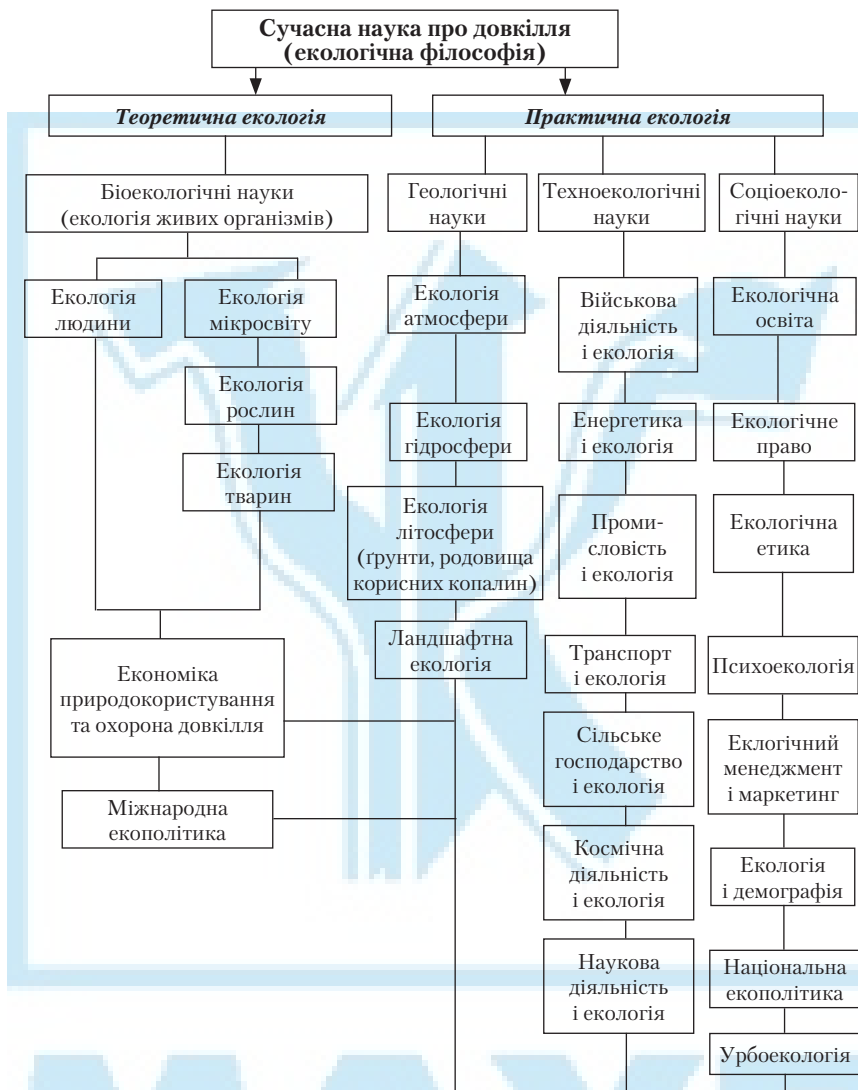 Сучасна наука про довкілля
(екологічна філософія)
Теоретична екологія
Практична екологія
Біоекологічні науки
(екологія живих організмів)
Геологічні
науки
Техноекологічні
науки
Соціоеколо-
гічні науки
Екологія
людини
Екологія
мікросвіту
Екологія
рослин
Екологія
тварин
Економіка
природокористування
та охорона довкілля
Міжнародна
екополітика
Екологія
атмосфери
Екологія
гідросфери
Екологія
літосфери
(ґрунти, родовища
корисних копалин)
Ландшафтна
екологія
Військова
діяльність
і екологія
Енергетика
і екологія
Проми-
словість
і екологія
Транспорт
і екологія
Сільське
господарство
і екологія
Космічна
діяльність
і екологія
Наукова
діяльність
і екологія
Екологічна
освіта
Екологічне
право
Екологічна
етика
Психоекологія
Еклогічний
менеджмент
і маркетинг
Екологія
і демографія
Національна
екополітика
Урбоекологія